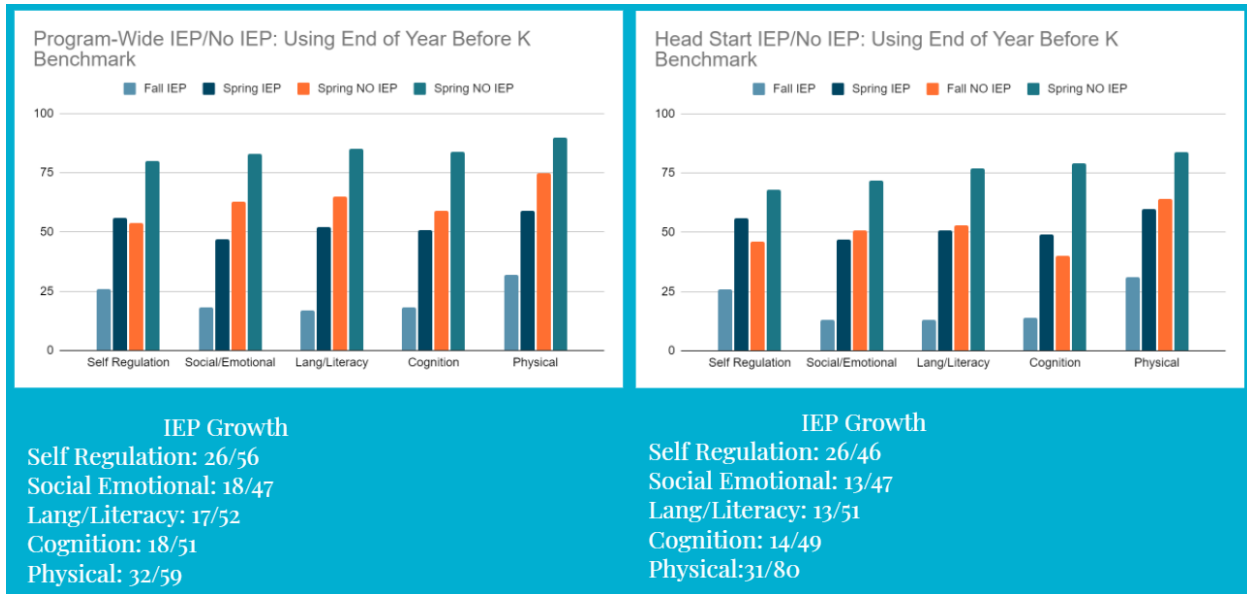 Program-Wide IEP/No IEP: Using End of Year Before K
Benchmark
Fall IEP Spring IEP Spring NO IEP Spring NO IEP
100
75
50
25
0
Self Regulation Social/Emotional Lang/Literacy Cognition Physical
IEP Growth
Self Regulation: 26/56
Social Emotional: 18/47
Lang/Literacy: 17/52
Cognition: 18/51
Physical: 32/59
Head Start IEP/No IEP: Using End of Year Before K
Benchmark
Fall IEP Spring IEP Fall NO IEP Spring NO IEP
100
75
50
25
0
Self Regulation Social/Emotional Lang/Literacy Cognition Physical
IEP Growth
Self Regulation: 26/46
Social Emotional: 13/47
Lang/Literacy: 13/51
Cognition: 14/49
Physical:31/80